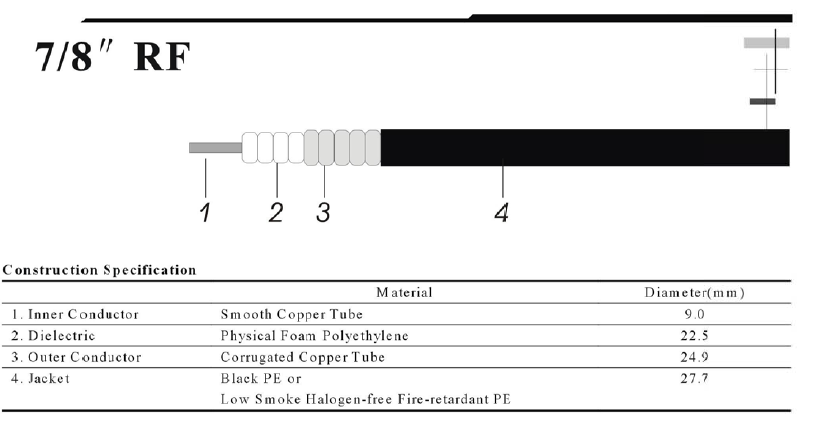 7/8″ RF
1 2 3 4
Construction Specification
Material Diameter(mm)
1. Inner Conductor Smooth Copper Tube 9.0
2. Dielectric Physical Foam Polyethylene 22.5
3. Outer Conductor Corrugated Copper Tube 24.9
4. Jacket Black PE or 27.7
Low Smoke Halogen-free Fire-retardant PE